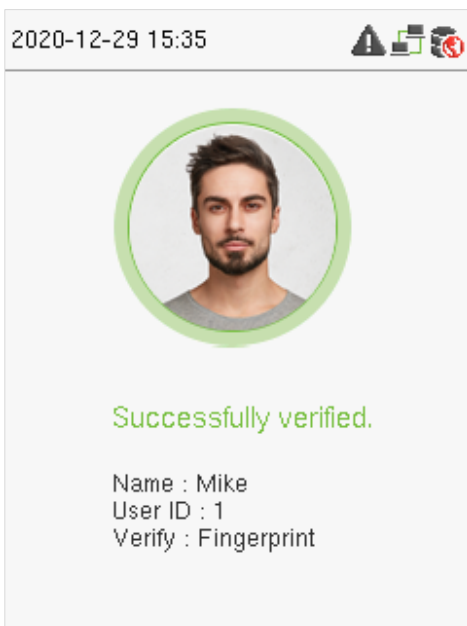 2020-12-29 15:35
Successfully verified.
Name : Mike
User ID : 1
Verify : Fingerprint